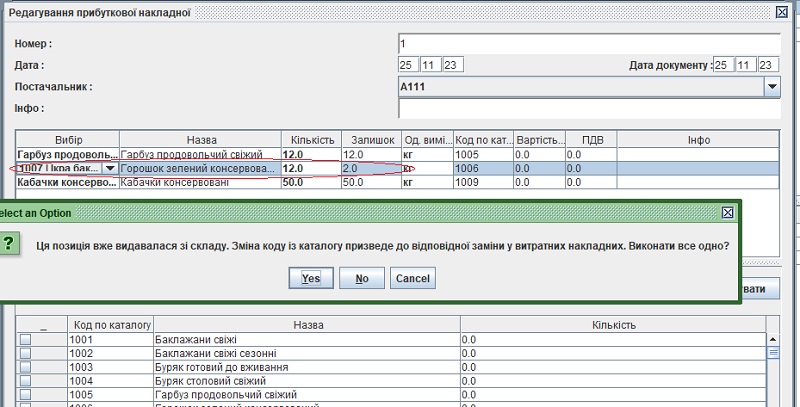 Редагування прибуткової накладної
Номер : 1
Дата : 25 11 23 Дата документу : 25 11 23
Постачальник : A111
Інфо :
Вибір Назва Кількість Залишок Од. вимі... Код по кат... Вартість... ПДВ Інфо
Гарбуз продоволь... Гарбуз продовольчий свіжий 12.0 12.0 кг 1005 0.0 0.0
1007 Ікра бак... Горошок зелений консервова... 12.0 2.0 кг 1006 0.0 0.0
Кабачки консерво... Кабачки консервовані 50.0 50.0 кг 1009 0.0 0.0
elect an Option
? Ця позиція вже видавалася зі складу. Зміна коду із каталогу призведе до відповідної заміни у витратних накладних. Виконати все одно?
Yes No Cancel
вати
_ Код по каталогу Назва Кількість
1001 Баклажани свіжі 0.0
1002 Баклажани свіжі сезонні 0.0
1003 Буряк готовий до вживання 0.0
1004 Буряк столовий свіжий 0.0
1005 Гарбуз продовольчий свіжий 0.0
1006 Горошок зелений консервований 0.0